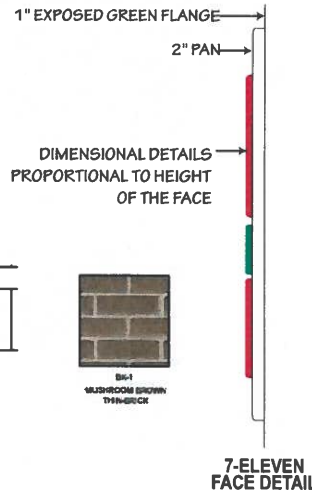 1" EXPOSED GREEN FLANGE
2" PAN
DIMENSIONAL DETAILS
PROPORTIONAL TO HEIGHT
OF THE FACE
BK-1
MUSHROOM BROWN
THIN-BRICK
7-ELEVEN
FACE DETAIL